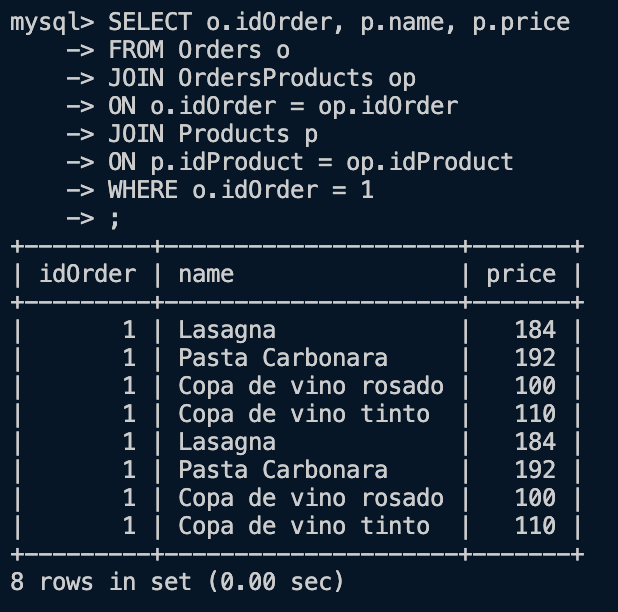 mysql> SELECT o.idOrder, p.name, p.price
    -> FROM Orders o
    -> JOIN OrdersProducts op
    -> ON o.idOrder = op.idOrder
    -> JOIN Products p
    -> ON p.idProduct = op.idProduct
    -> WHERE o.idOrder = 1
    -> ;
+---------+---------------------+-------+
| idOrder | name                | price |
+---------+---------------------+-------+
|       1 | Lasagna             |   184 |
|       1 | Pasta Carbonara     |   192 |
|       1 | Copa de vino rosado |   100 |
|       1 | Copa de vino tinto  |   110 |
|       1 | Lasagna             |   184 |
|       1 | Pasta Carbonara     |   192 |
|       1 | Copa de vino rosado |   100 |
|       1 | Copa de vino tinto  |   110 |
+---------+---------------------+-------+
8 rows in set (0.00 sec)